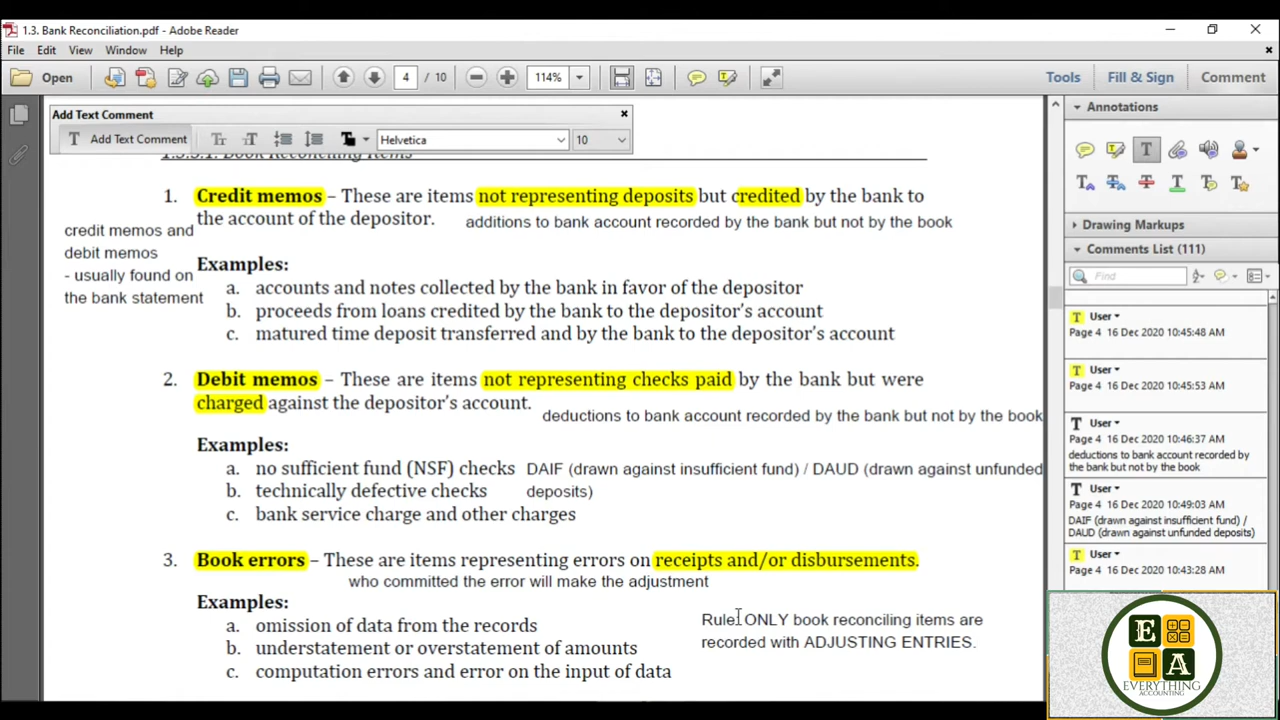 1.3. Bank Reconciliation.pdf - Adobe Reader
File Edit View Window Help
Open 4 / 10 114% Tools Fill & Sign Comment
Add Text Comment
T Add Text Comment Helvetica 10
1.3.3.1. Book Reconciling Items
1. Credit memos – These are items not representing deposits but credited by the bank to
the account of the depositor.
additions to bank account recorded by the bank but not by the book
credit memos and
debit memos
- usually found on
the bank statement
Examples:
a. accounts and notes collected by the bank in favor of the depositor
b. proceeds from loans credited by the bank to the depositor's account
c. matured time deposit transferred and by the bank to the depositor's account
2. Debit memos – These are items not representing checks paid by the bank but were
charged against the depositor's account.
deductions to bank account recorded by the bank but not by the book
Examples:
a. no sufficient fund (NSF) checks
DAIF (drawn against insufficient fund) / DAUD (drawn against unfunded
deposits)
b. technically defective checks
c. bank service charge and other charges
3. Book errors – These are items representing errors on receipts and/or disbursements.
who committed the error will make the adjustment
Examples:
a. omission of data from the records
b. understatement or overstatement of amounts
c. computation errors and error on the input of data
Rule: ONLY book reconciling items are
recorded with ADJUSTING ENTRIES.
Annotations
Drawing Markups
Comments List (111)
Find
T User
Page 4 16 Dec 2020 10:45:48 AM
T User
Page 4 16 Dec 2020 10:45:53 AM
T User
Page 4 16 Dec 2020 10:46:37 AM
deductions to bank account recorded by
the bank but not by the book
T User
Page 4 16 Dec 2020 10:49:03 AM
DAIF (drawn against insufficient fund) /
DAUD (drawn against unfunded deposits)
T User
Page 4 16 Dec 2020 10:43:28 AM
E
A
EVERYTHING
ACCOUNTING